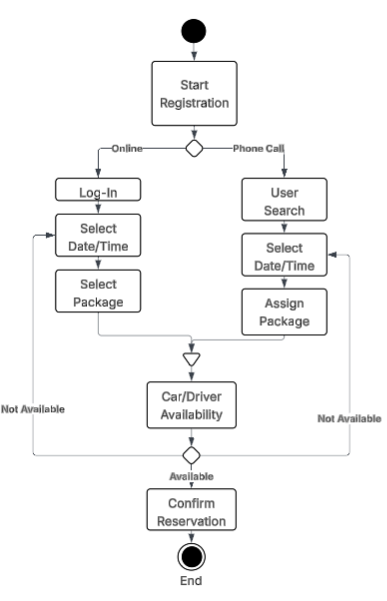 Start
Registration
Online
Phone Call
Log-In
User
Search
Select
Date/Time
Select
Date/Time
Select
Package
Assign
Package
Car/Driver
Availability
Not Available
Not Available
Available
Confirm
Reservation
End